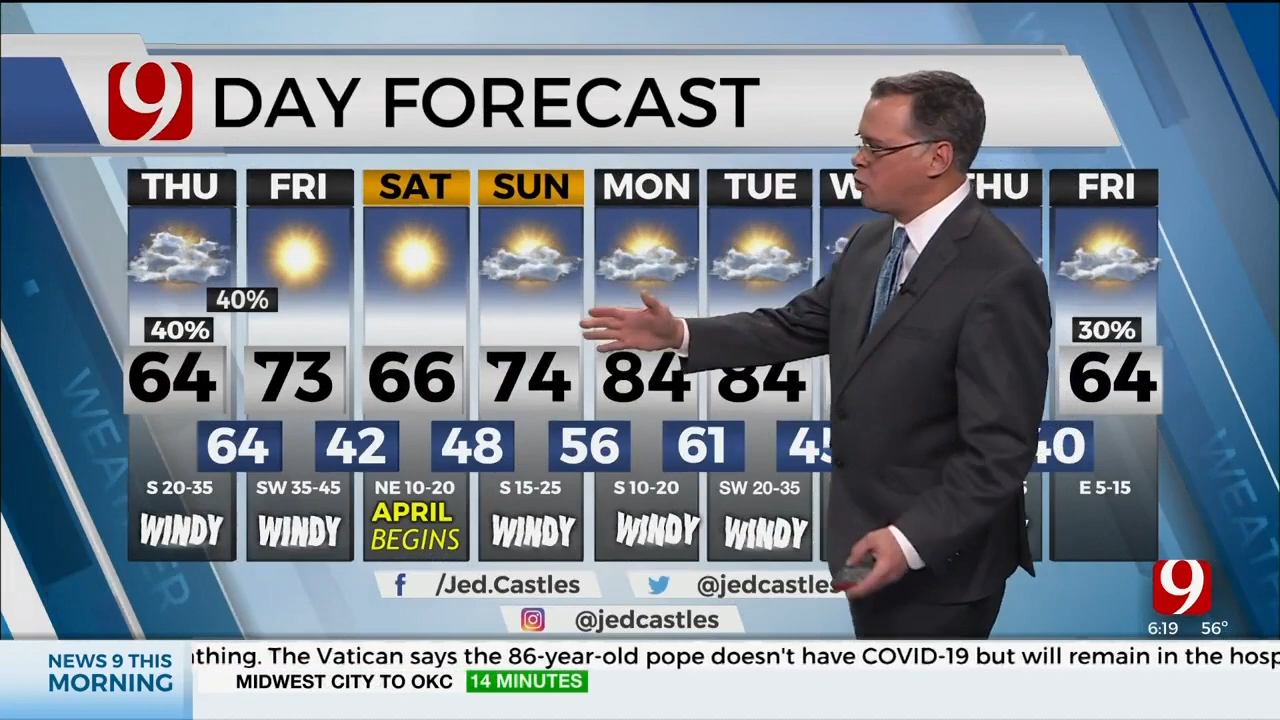 9 DAY FORECAST
THU FRI SAT SUN MON TUE THU FRI
40%
40% 30%
64 73 66 74 84 84 64
64 42 48 56 61 45 40
S 20-35 SW 35-45 NE 10-20 S 15-25 S 10-20 SW 20-35 E 5-15
WINDY WINDY APRIL BEGINS WINDY WINDY WINDY
/Jed.Castles @jedcastles
@jedcastles
9
6:19 56°
NEWS 9 THIS MORNING
The Vatican says the 86-year-old pope doesn't have COVID-19 but will remain in the
MIDWEST CITY TO OKC 14 MINUTES